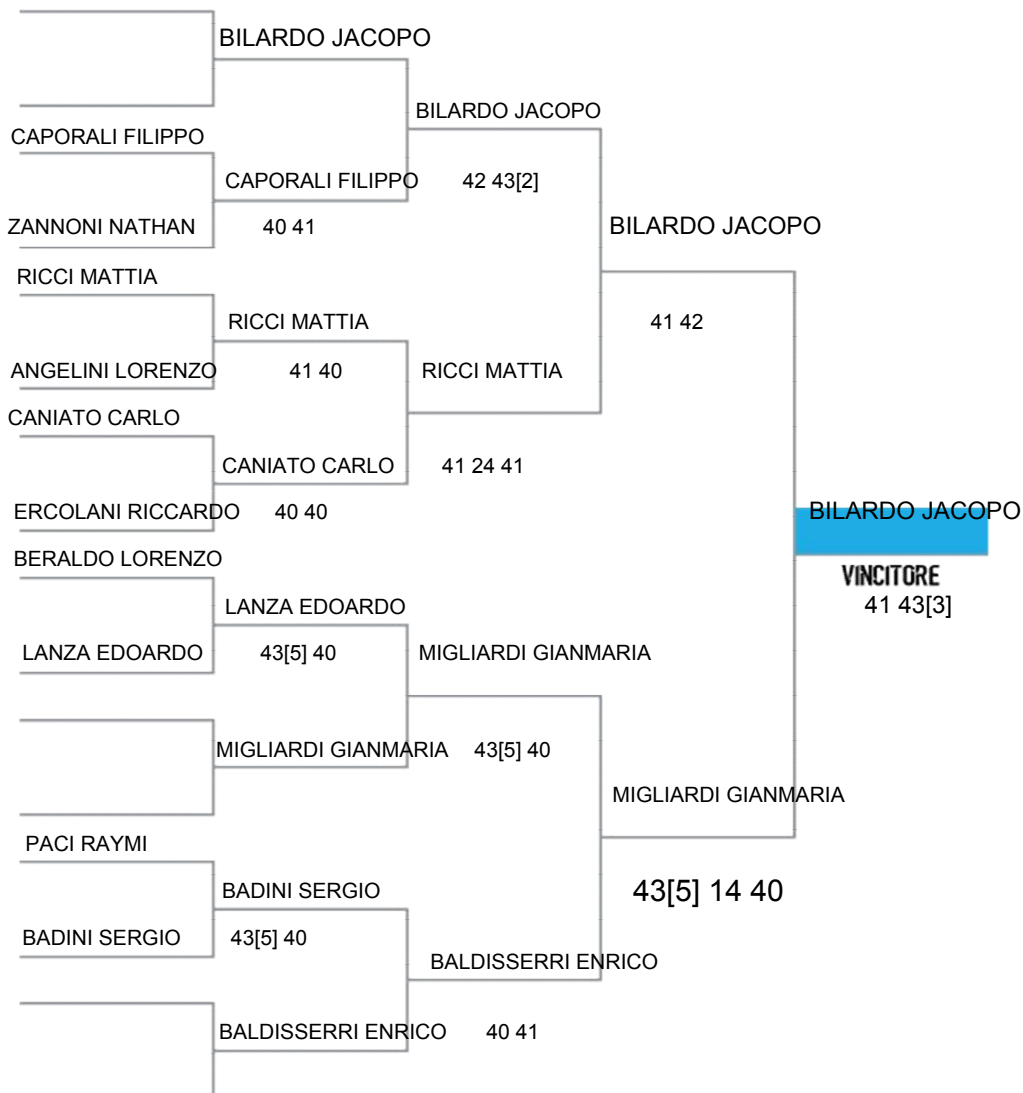 BILARDO JACOPO
BILARDO JACOPO
CAPORALI FILIPPO
CAPORALI FILIPPO 42 43[2]
ZANNONI NATHAN 40 41 BILARDO JACOPO
RICCI MATTIA
RICCI MATTIA 41 42
ANGELINI LORENZO 41 40 RICCI MATTIA
CANIATO CARLO
CANIATO CARLO 41 24 41
ERCOLANI RICCARDO 40 40 BILARDO JACOPO
BERALDO LORENZO
VINCITORE
LANZA EDOARDO 41 43[3]
LANZA EDOARDO 43[5] 40 MIGLIARDI GIANMARIA
MIGLIARDI GIANMARIA 43[5] 40
MIGLIARDI GIANMARIA
PACI RAYMI
BADINI SERGIO 43[5] 14 40
BADINI SERGIO 43[5] 40
BALDISSERRI ENRICO
BALDISSERRI ENRICO 40 41